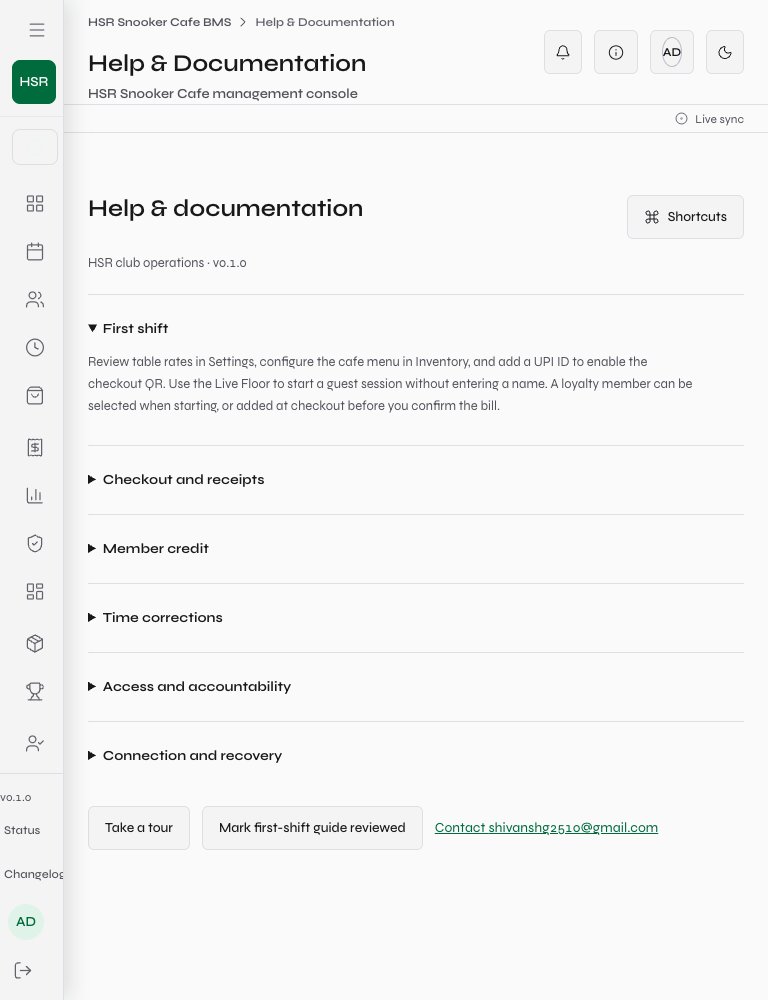 HSR Snooker Cafe BMS > Help & Documentation
Help & Documentation
HSR Snooker Cafe management console
AD
HSR
Live sync
Help & documentation
Shortcuts
HSR club operations · v0.1.0
First shift
Review table rates in Settings, configure the cafe menu in Inventory, and add a UPI ID to enable the
checkout QR. Use the Live Floor to start a guest session without entering a name. A loyalty member can be
selected when starting, or added at checkout before you confirm the bill.
Checkout and receipts
Member credit
Time corrections
Access and accountability
Connection and recovery
Take a tour
Mark first-shift guide reviewed
Contact shivanshg2510@gmail.com
v0.1.0
Status
Changelog
AD